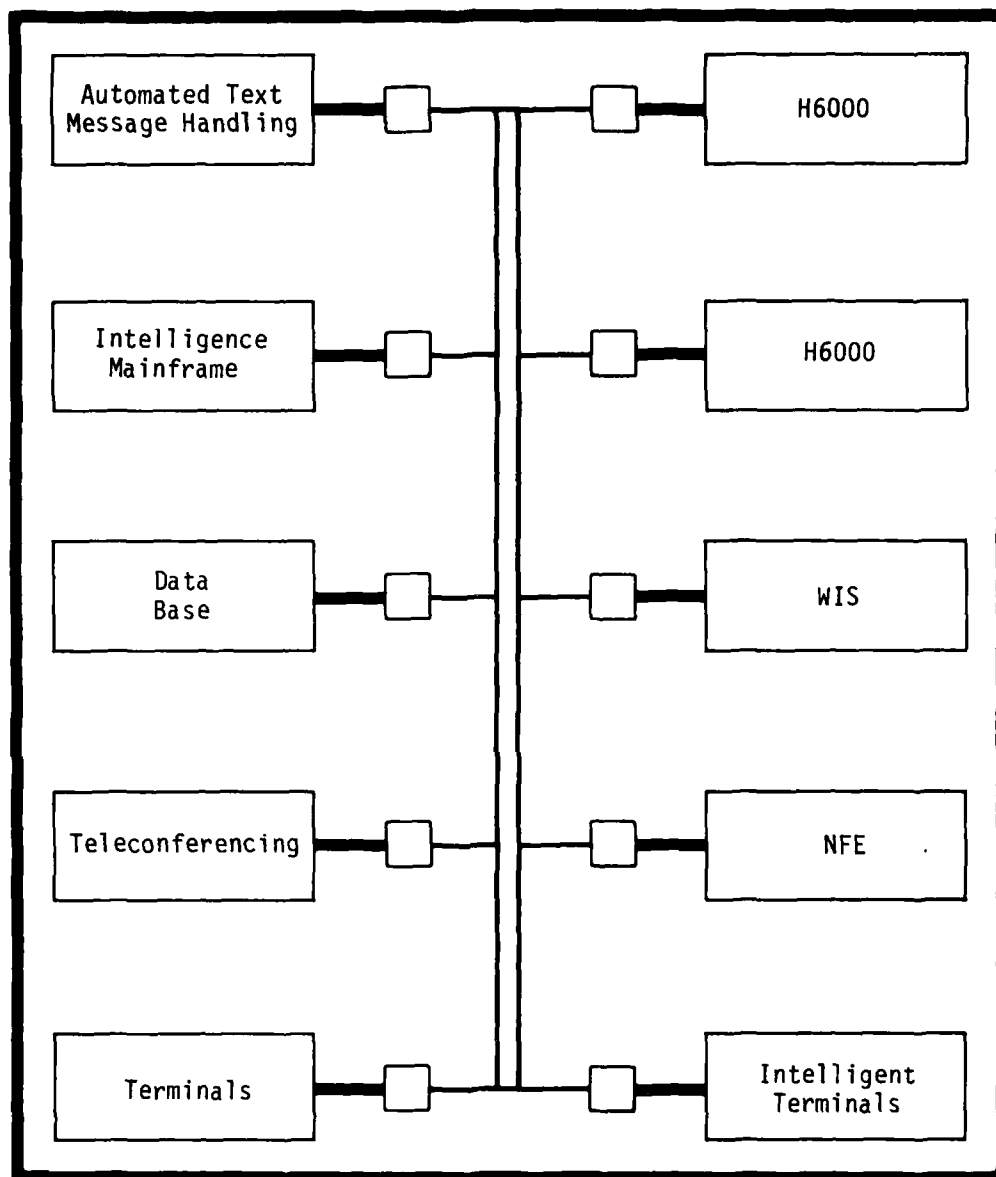 Automated Text
Message Handling
H6000
Intelligence
Mainframe
H6000
Data
Base
WIS
Teleconferencing
NFE
Terminals
Intelligent
Terminals